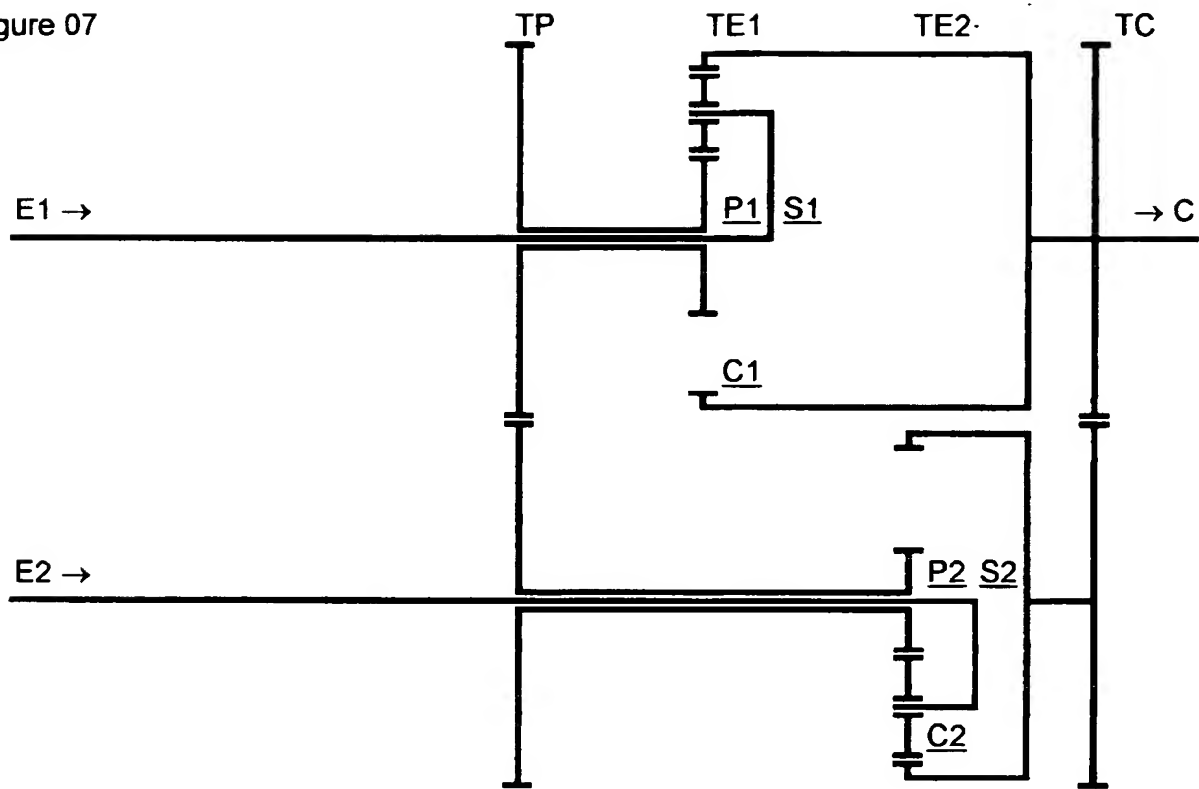 gure 07
TP TE1 TE2
TC
E1 → P1 S1 → C
C1
E2 → P2 S2
C2